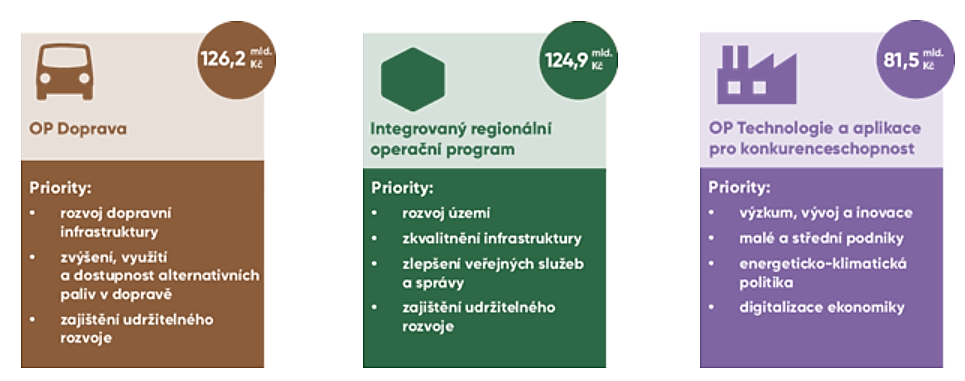 126,2 mld. Kč
OP Doprava
Priority:
• rozvoj dopravní
infrastruktury
• zvýšení, využití
a dostupnost alternativních
paliv v dopravě
• zajištění udržitelného
rozvoje
124,9 mld. Kč
Integrovaný regionální
operační program
Priority:
• rozvoj území
• zkvalitnění infrastruktury
• zlepšení veřejných služeb
a správy
• zajištění udržitelného
rozvoje
81,5 mld. Kč
OP Technologie a aplikace
pro konkurenceschopnost
Priority:
• výzkum, vývoj a inovace
• malé a střední podniky
• energeticko-klimatická
politika
• digitalizace ekonomiky